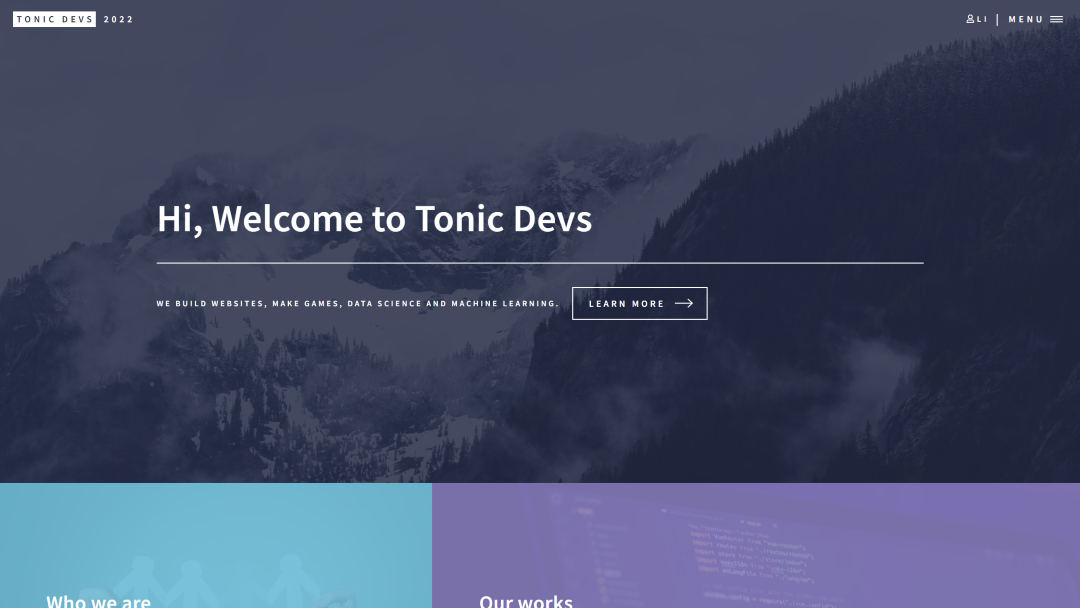 TONIC DEVS 2022
LI
MENU
Hi, Welcome to Tonic Devs
WE BUILD WEBSITES, MAKE GAMES, DATA SCIENCE AND MACHINE LEARNING.
LEARN MORE
Who we are
Our works